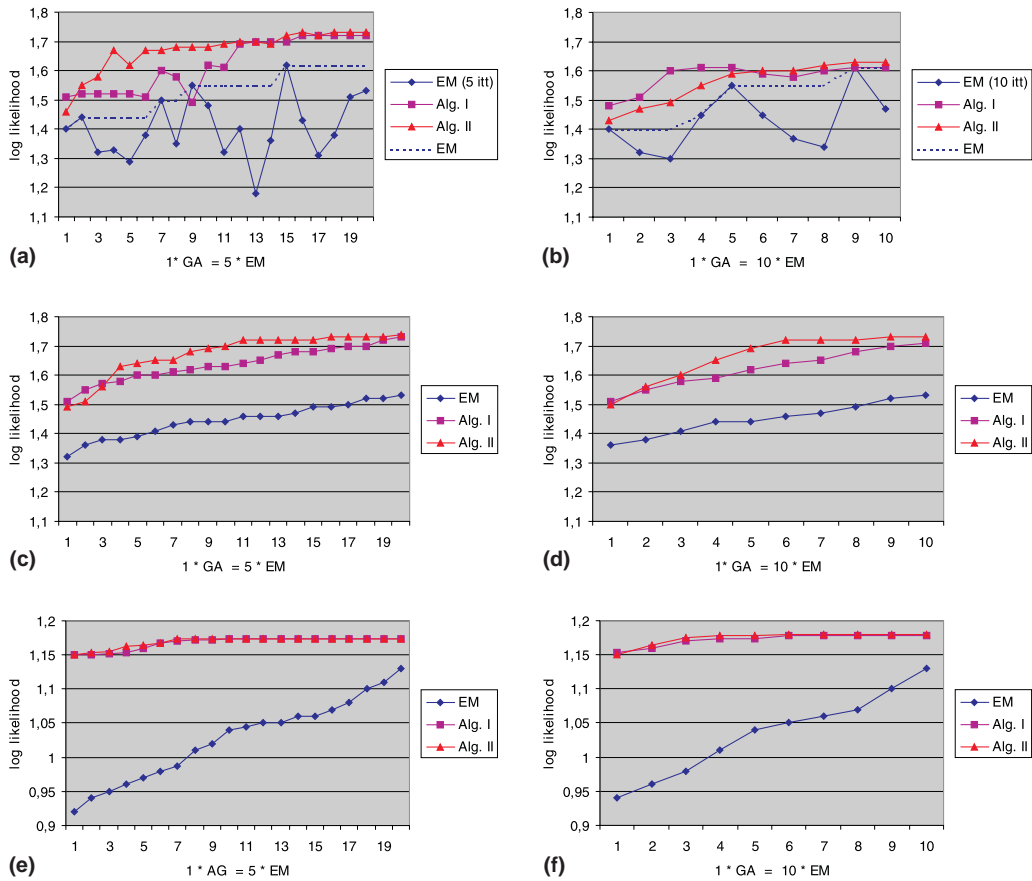 1,8
1,7
1,6
1,5
1,4
1,3
1,2
1,1
log likelihood
1 3 5 7 9 11 13 15 17 19
(a)
1* GA = 5 * EM
EM (5 itt)
Alg. I
Alg. II
EM
1,8
1,7
1,6
1,5
1,4
1,3
1,2
1,1
log likelihood
1 2 3 4 5 6 7 8 9 10
(b)
1* GA = 10 * EM
EM (10 itt)
Alg. I
Alg. II
EM
1,8
1,7
1,6
1,5
1,4
1,3
1,2
1,1
log likelihood
1 3 5 7 9 11 13 15 17 19
(c)
1 * GA = 5 * EM
EM
Alg. I
Alg. II
1,8
1,7
1,6
1,5
1,4
1,3
1,2
1,1
log likelihood
1 2 3 4 5 6 7 8 9 10
(d)
1* GA = 10 * EM
EM
Alg. I
Alg. II
1,2
1,15
1,1
1,05
1
0,95
0,9
log likelihood
1 3 5 7 9 11 13 15 17 19
(e)
1 * AG = 5 * EM
EM
Alg. I
Alg. II
1,2
1,15
1,1
1,05
1
0,95
0,9
log likelihood
1 2 3 4 5 6 7 8 9 10
(f)
1 * GA = 10 * EM
EM
Alg. I
Alg. II